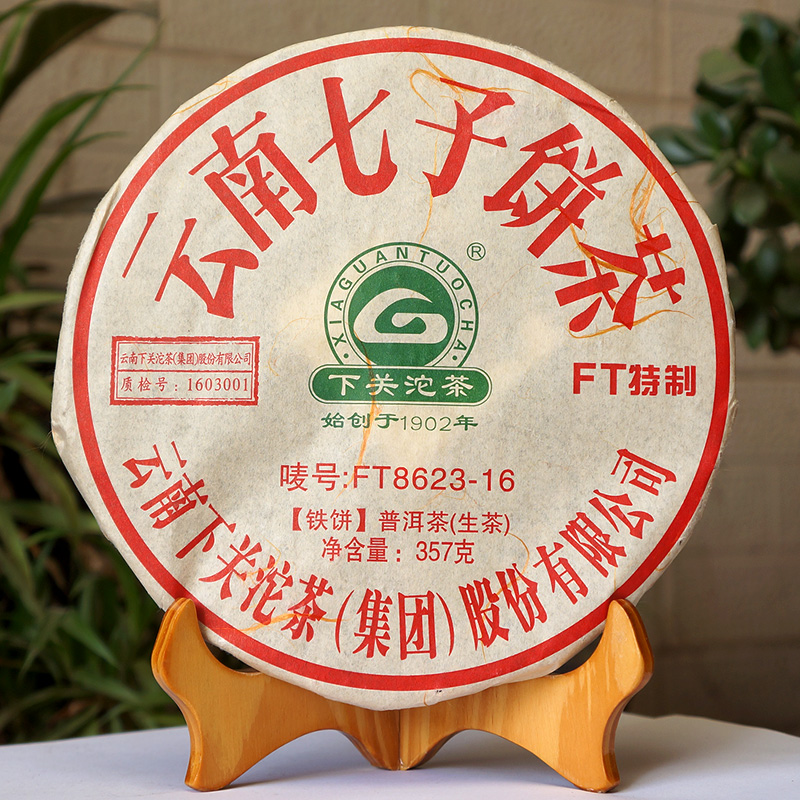 云南七子饼茶
·XIAGUANTUOCHA·
®
下关沱茶
始创于1902年
云南下关沱茶(集团)股份有限公司
质检号:1603001
FT特制
唛号:FT8623-16
【铁饼】普洱茶(生茶)
净含量:357克
云南下关沱茶(集团)股份有限公司